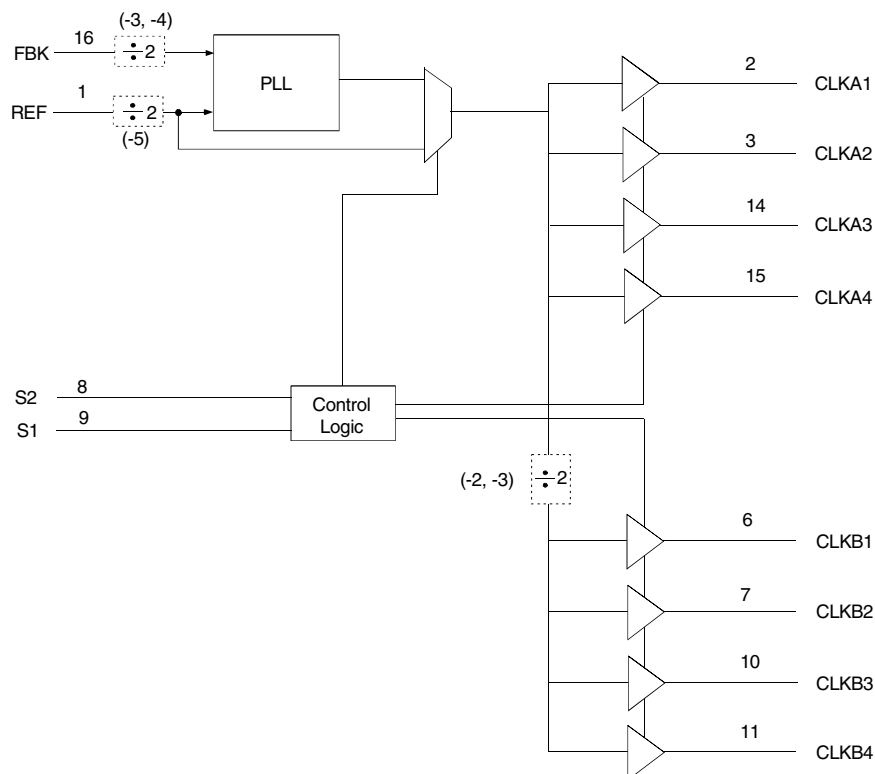 (-3, -4)
FBK 16 ÷ 2
PLL
REF 1 ÷ 2
(-5)
2 CLKA1
3 CLKA2
14 CLKA3
15 CLKA4
S2 8
S1 9
Control
Logic
(-2, -3) ÷ 2
6 CLKB1
7 CLKB2
10 CLKB3
11 CLKB4